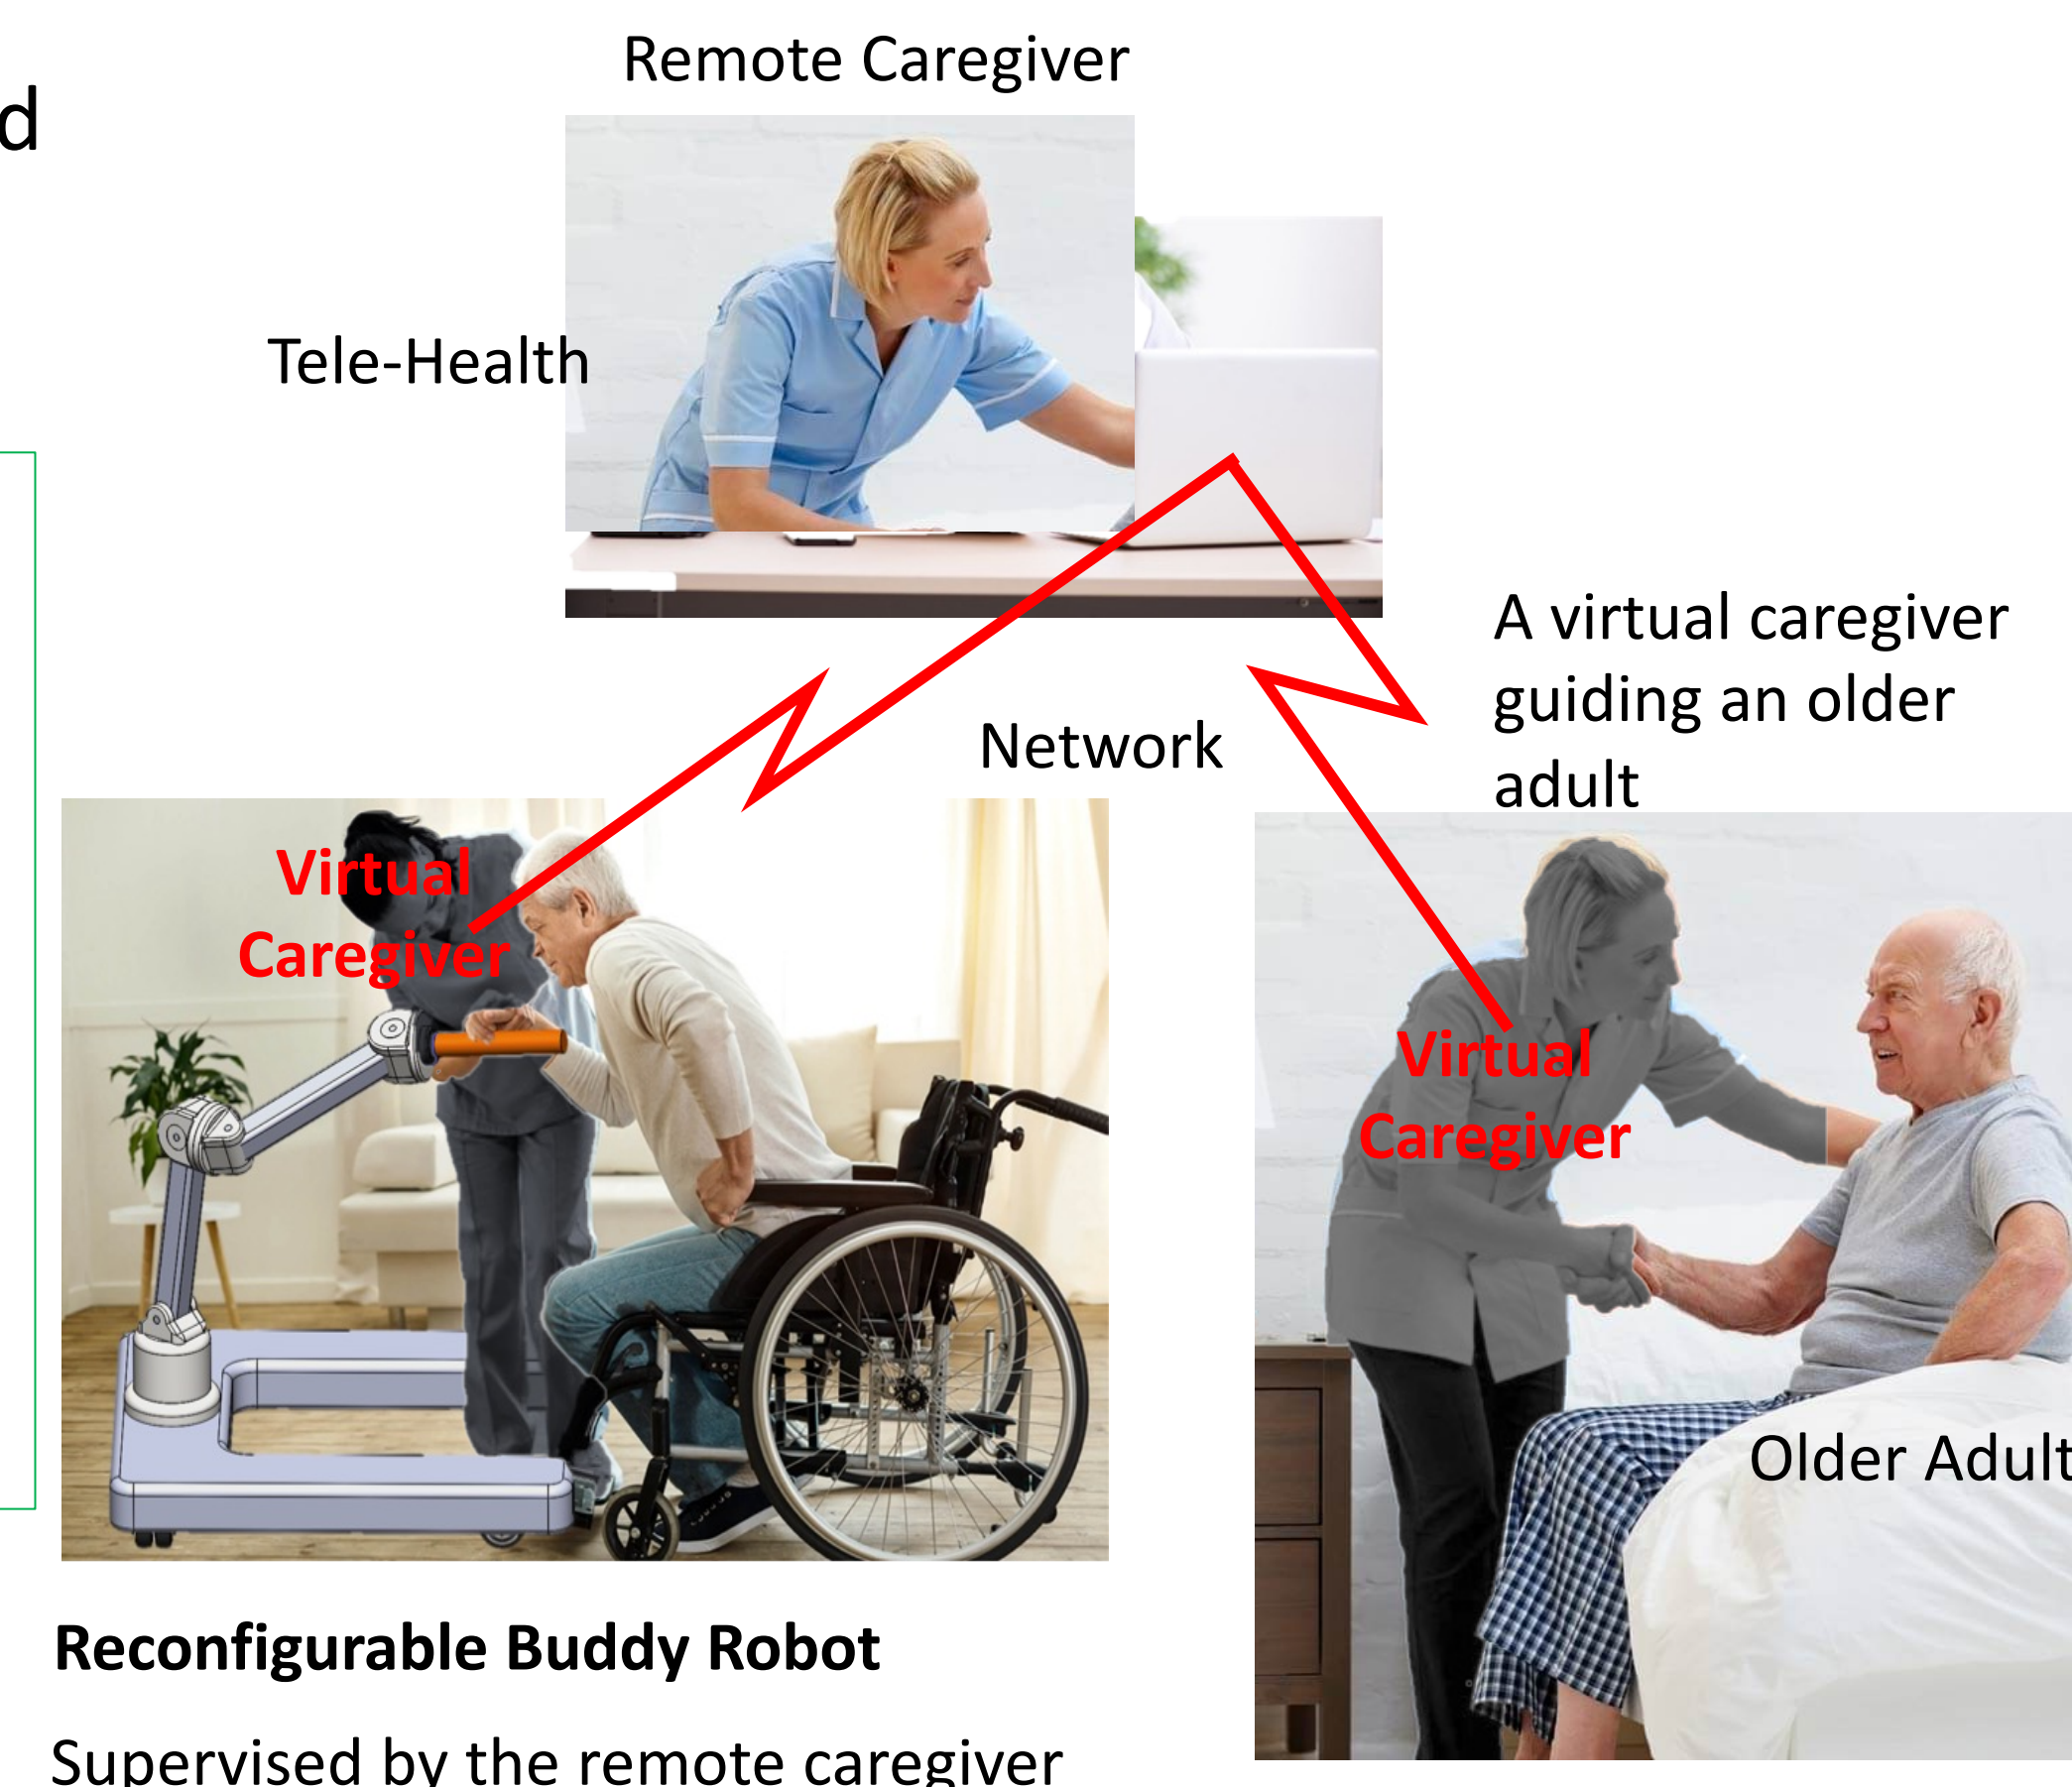 Remote Caregiver
d
Tele-Health
A virtual caregiver
guiding an older
adult
Network
Virtual
Caregiver
Virtual
Caregiver
Older Adult
Reconfigurable Buddy Robot
Supervised by the remote caregiver